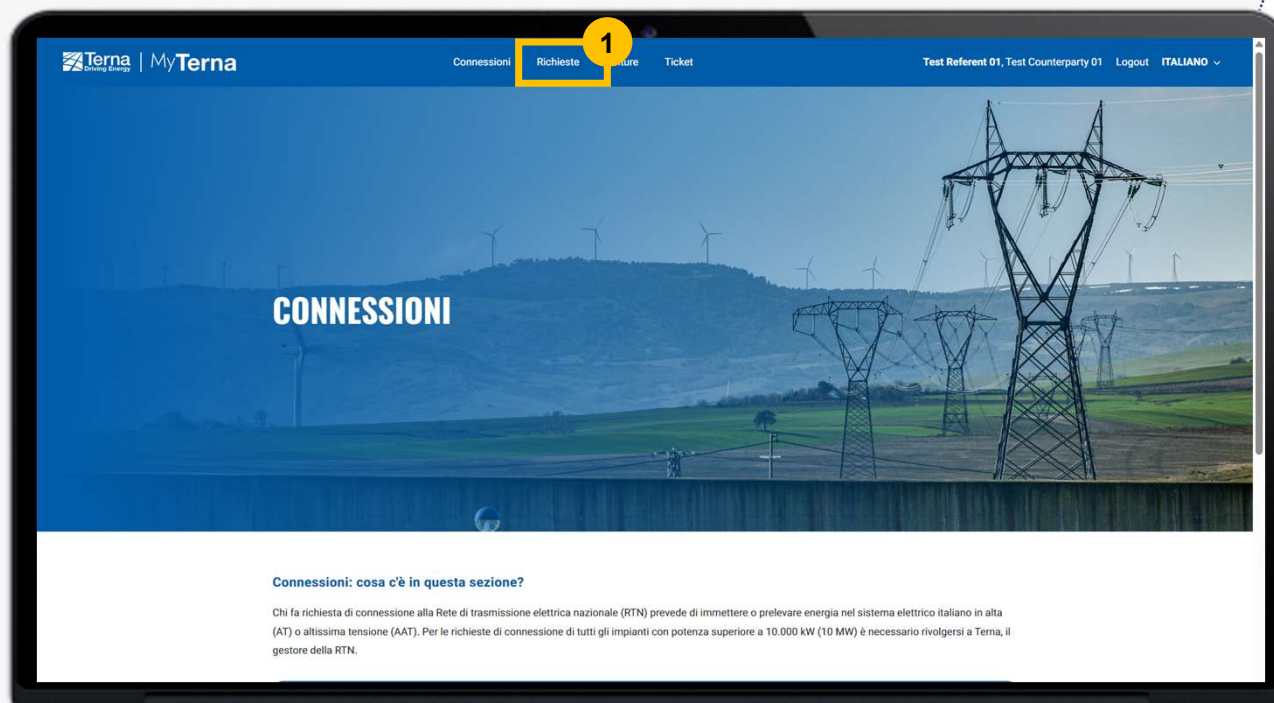 1
Terna
Driving Energy
MyTerna
Connessioni Richieste Ticket
Test Referent 01, Test Counterparty 01 Logout ITALIANO
CONNESSIONI
Connessioni: cosa c'è in questa sezione?
Chi fa richiesta di connessione alla Rete di trasmissione elettrica nazionale (RTN) prevede di immettere o prelevare energia nel sistema elettrico italiano in alta
(AT) o altissima tensione (AAT). Per le richieste di connessione di tutti gli impianti con potenza superiore a 10.000 kW (10 MW) è necessario rivolgersi a Terna, il
gestore della RTN.